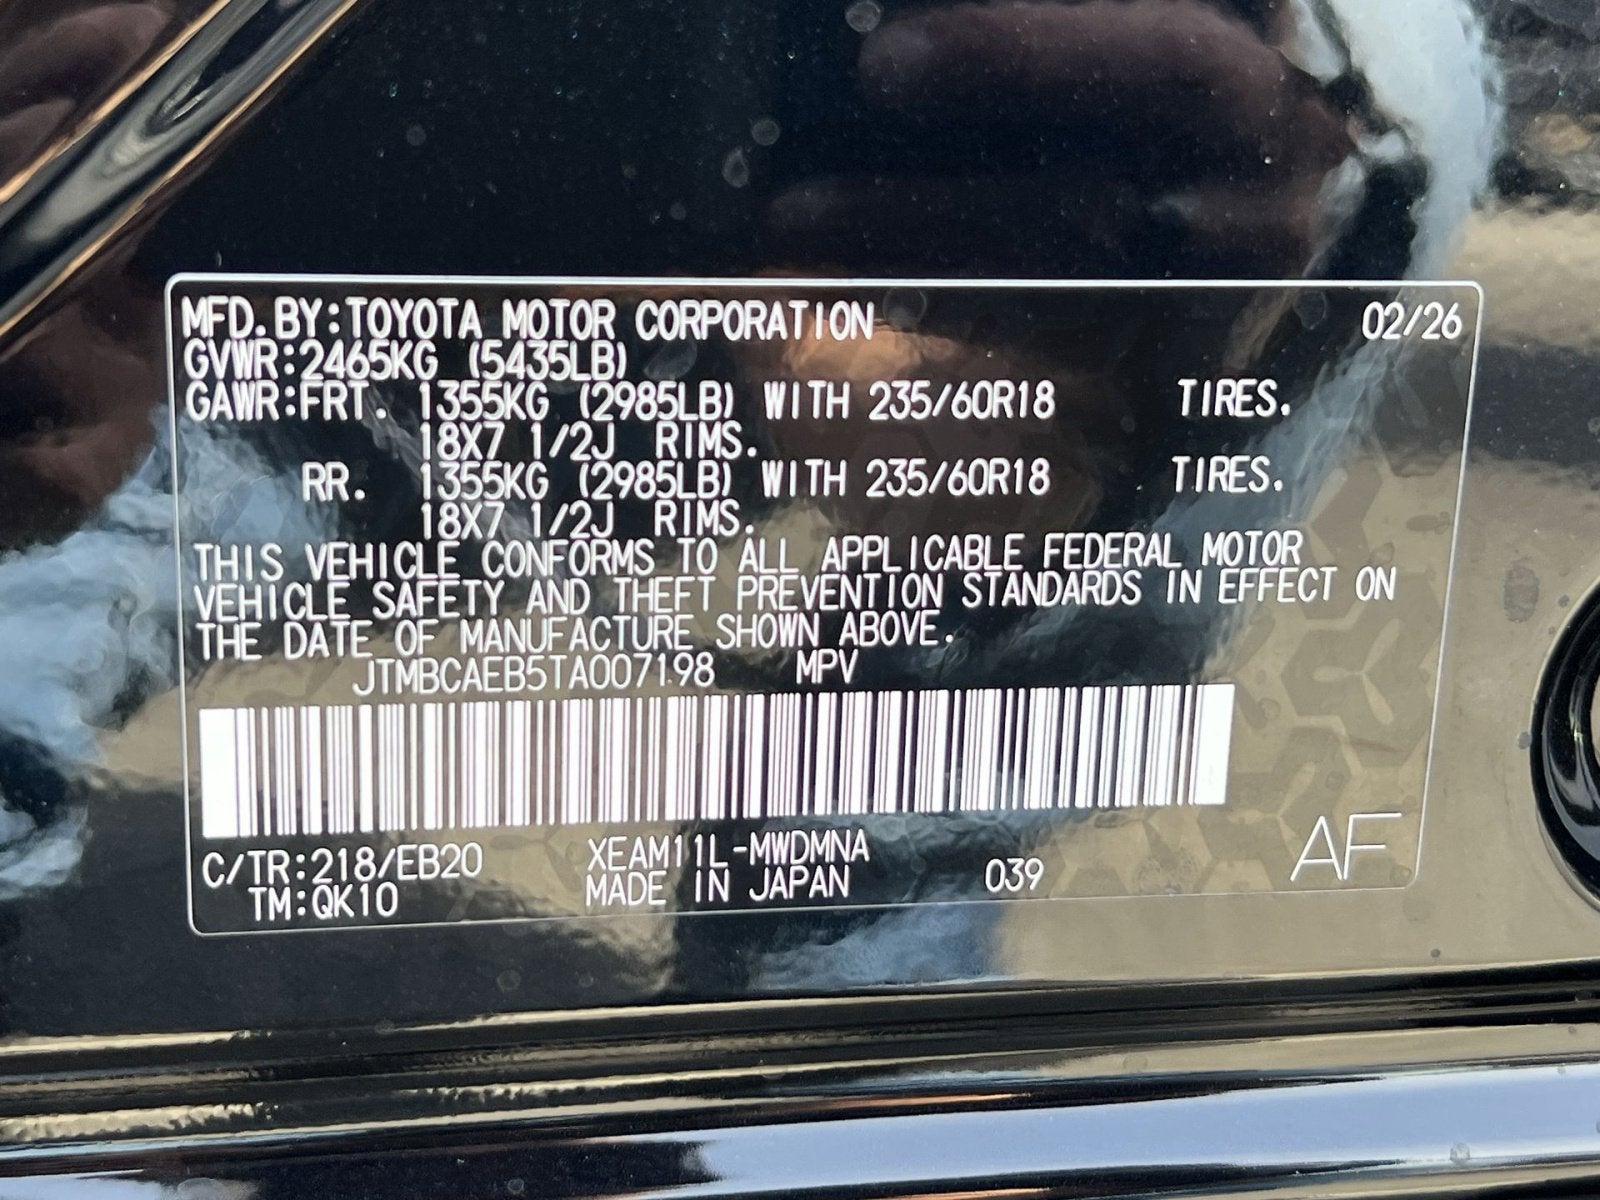 MFD.BY:TOYOTA MOTOR CORPORATION 02/26
GVWR:2465KG (5435LB)
GAWR:FRT. 1355KG (2985LB) WITH 235/60R18 TIRES.
18X7 1/2J RIMS.
RR. 1355KG (2985LB) WITH 235/60R18 TIRES.
18X7 1/2J RIMS.
THIS VEHICLE CONFORMS TO ALL APPLICABLE FEDERAL MOTOR
VEHICLE SAFETY AND THEFT PREVENTION STANDARDS IN EFFECT ON
THE DATE OF MANUFACTURE SHOWN ABOVE.
JTMBCAEB5TA007198 MPV
C/TR:218/EB20 XEAM11L-MWDMNA
TM:QK10 MADE IN JAPAN 039 AF